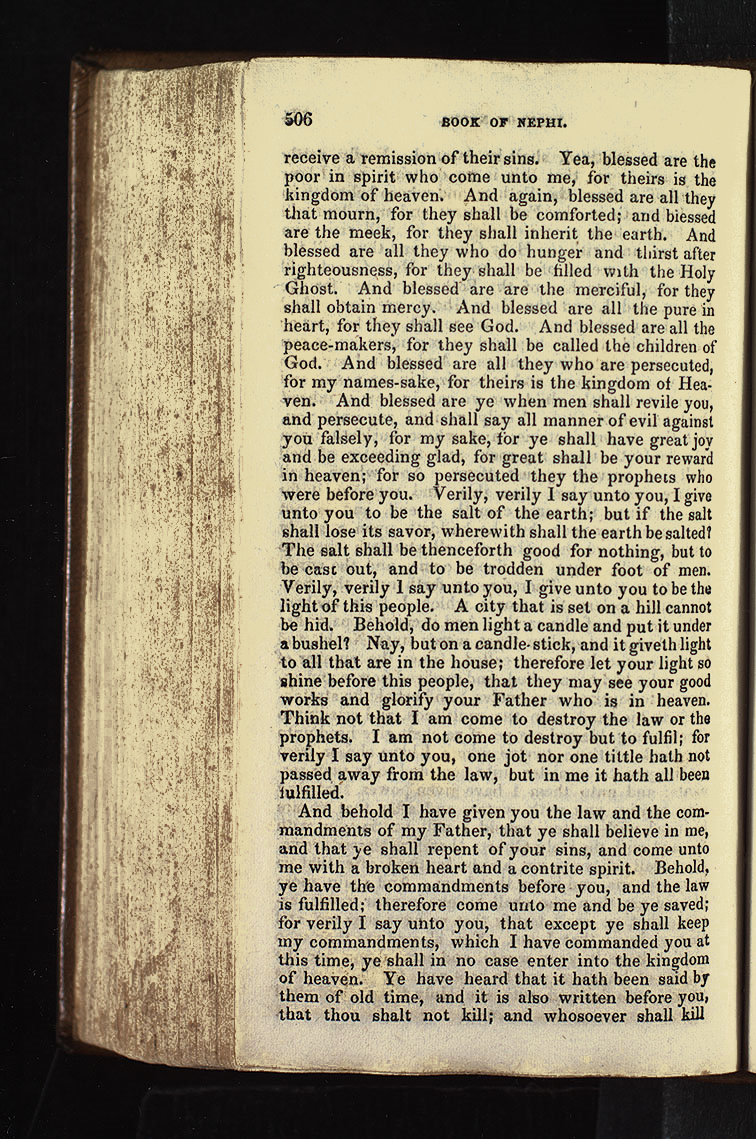 506 BOOK OF NEPHI.
receive a remission of their sins. Yea, blessed are the
poor in spirit who come unto me, for theirs is the
kingdom of heaven. And again, blessed are all they
that mourn, for they shall be comforted; and blessed
are the meek, for they shall inherit the earth. And
blessed are all they who do hunger and thirst after
righteousness, for they shall be filled with the Holy
Ghost. And blessed are are the merciful, for they
shall obtain mercy. And blessed are all the pure in
heart, for they shall see God. And blessed are all the
peace-makers, for they shall be called the children of
God. And blessed are all they who are persecuted,
for my names-sake, for theirs is the kingdom of Hea-
ven. And blessed are ye when men shall revile you,
and persecute, and shall say all manner of evil against
you falsely, for my sake, for ye shall have great joy
and be exceeding glad, for great shall be your reward
in heaven; for so persecuted they the prophets who
were before you. Verily, verily I say unto you, I give
unto you to be the salt of the earth; but if the salt
shall lose its savor, wherewith shall the earth be salted?
The salt shall be thenceforth good for nothing, but to
be cast out, and to be trodden under foot of men.
Verily, verily I say unto you, I give unto you to be the
light of this people. A city that is set on a hill cannot
be hid. Behold, do men light a candle and put it under
a bushel? Nay, but on a candle-stick, and it giveth light
to all that are in the house; therefore let your light so
shine before this people, that they may see your good
works and glorify your Father who is in heaven.
Think not that I am come to destroy the law or the
prophets. I am not come to destroy but to fulfil; for
verily I say unto you, one jot nor one tittle hath not
passed away from the law, but in me it hath all been
fulfilled.
And behold I have given you the law and the com-
mandments of my Father, that ye shall believe in me,
and that ye shall repent of your sins, and come unto
me with a broken heart and a contrite spirit. Behold,
ye have the commandments before you, and the law
is fulfilled; therefore come unto me and be ye saved;
for verily I say unto you, that except ye shall keep
my commandments, which I have commanded you at
this time, ye shall in no case enter into the kingdom
of heaven. Ye have heard that it hath been said by
them of old time, and it is also written before you,
that thou shalt not kill; and whosoever shall kill